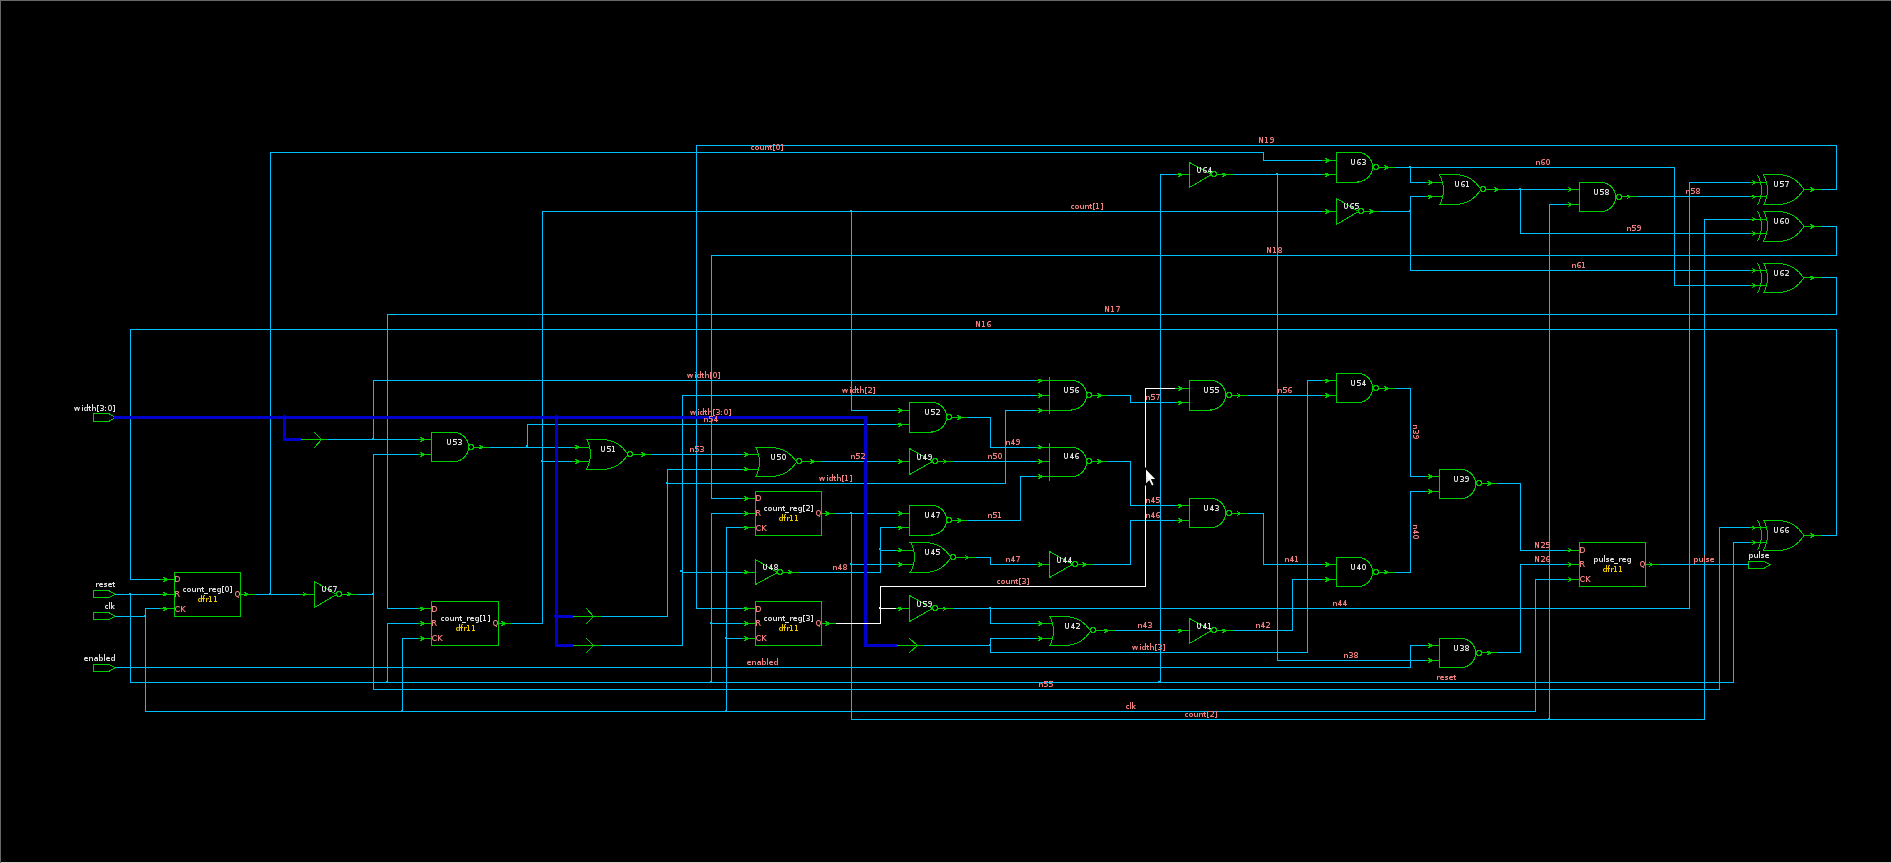 N19
count[0]
U63
n60
U64
U61
U57
U58
n58
count[1]
U65
U60
n59
N18
n61
U62
N17
N16
width[0]
U56
U55
n56
U54
width[2]
n57
width[3:0]
width[3:0]
n54
U52
n39
U53
U51
n53
U50
n52
U49
n49
n50
U46
width[1]
U39
D
R
CK
count_reg[2]
dfr11
Q
U47
n51
n45
n46
U43
n40
U45
n47
U44
n41
N25
N26
D
R
CK
pulse_reg
dfr11
Q
pulse
pulse
U66
U48
n48
U40
reset
clk
D
R
CK
count_reg[0]
dfr11
Q
U67
count[3]
D
R
CK
count_reg[1]
dfr11
Q
D
R
CK
count_reg[3]
dfr11
Q
U59
n44
U42
n43
U41
n42
width[3]
n38
U38
enabled
enabled
reset
n55
clk
count[2]